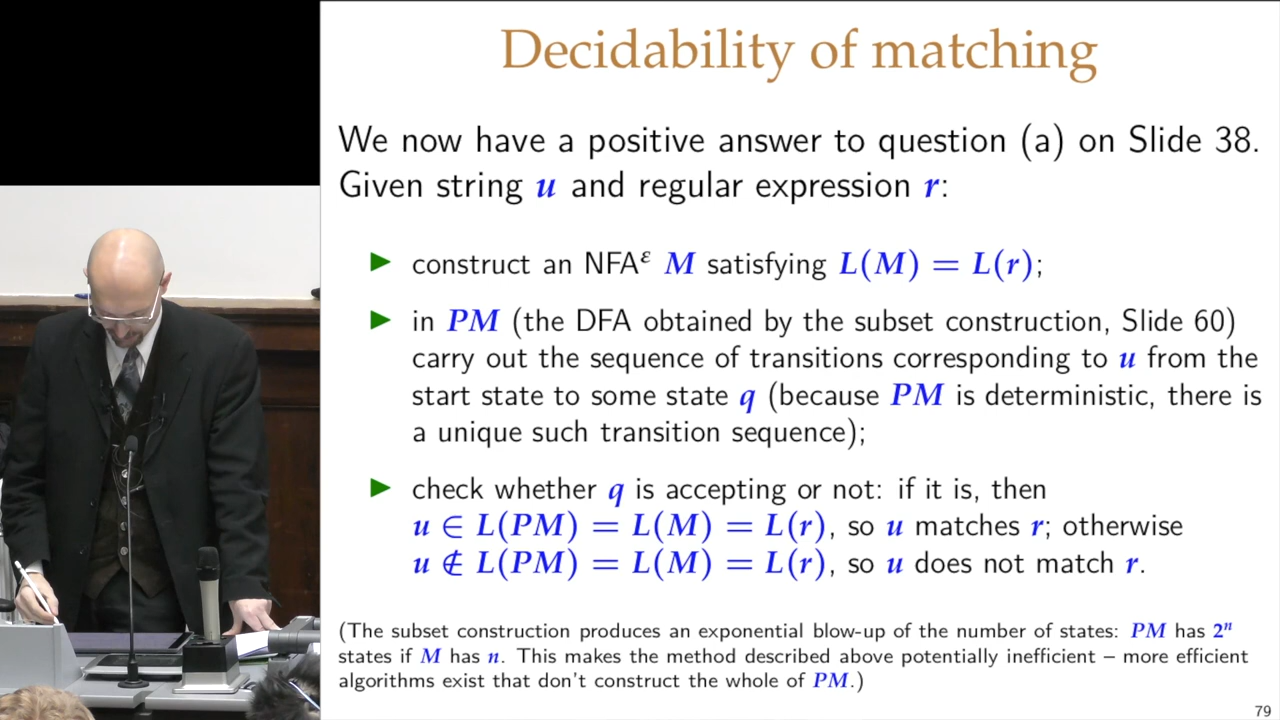 Decidability of matching
We now have a positive answer to question (a) on Slide 38.
Given string u and regular expression r:
▶ construct an NFAᵋ M satisfying L(M) = L(r);
▶ in PM (the DFA obtained by the subset construction, Slide 60)
carry out the sequence of transitions corresponding to u from the
start state to some state q (because PM is deterministic, there is
a unique such transition sequence);
▶ check whether q is accepting or not: if it is, then
u ∈ L(PM) = L(M) = L(r), so u matches r; otherwise
u ∉ L(PM) = L(M) = L(r), so u does not match r.
(The subset construction produces an exponential blow-up of the number of states: PM has 2ⁿ
states if M has n. This makes the method described above potentially inefficient – more efficient
algorithms exist that don't construct the whole of PM.)
79